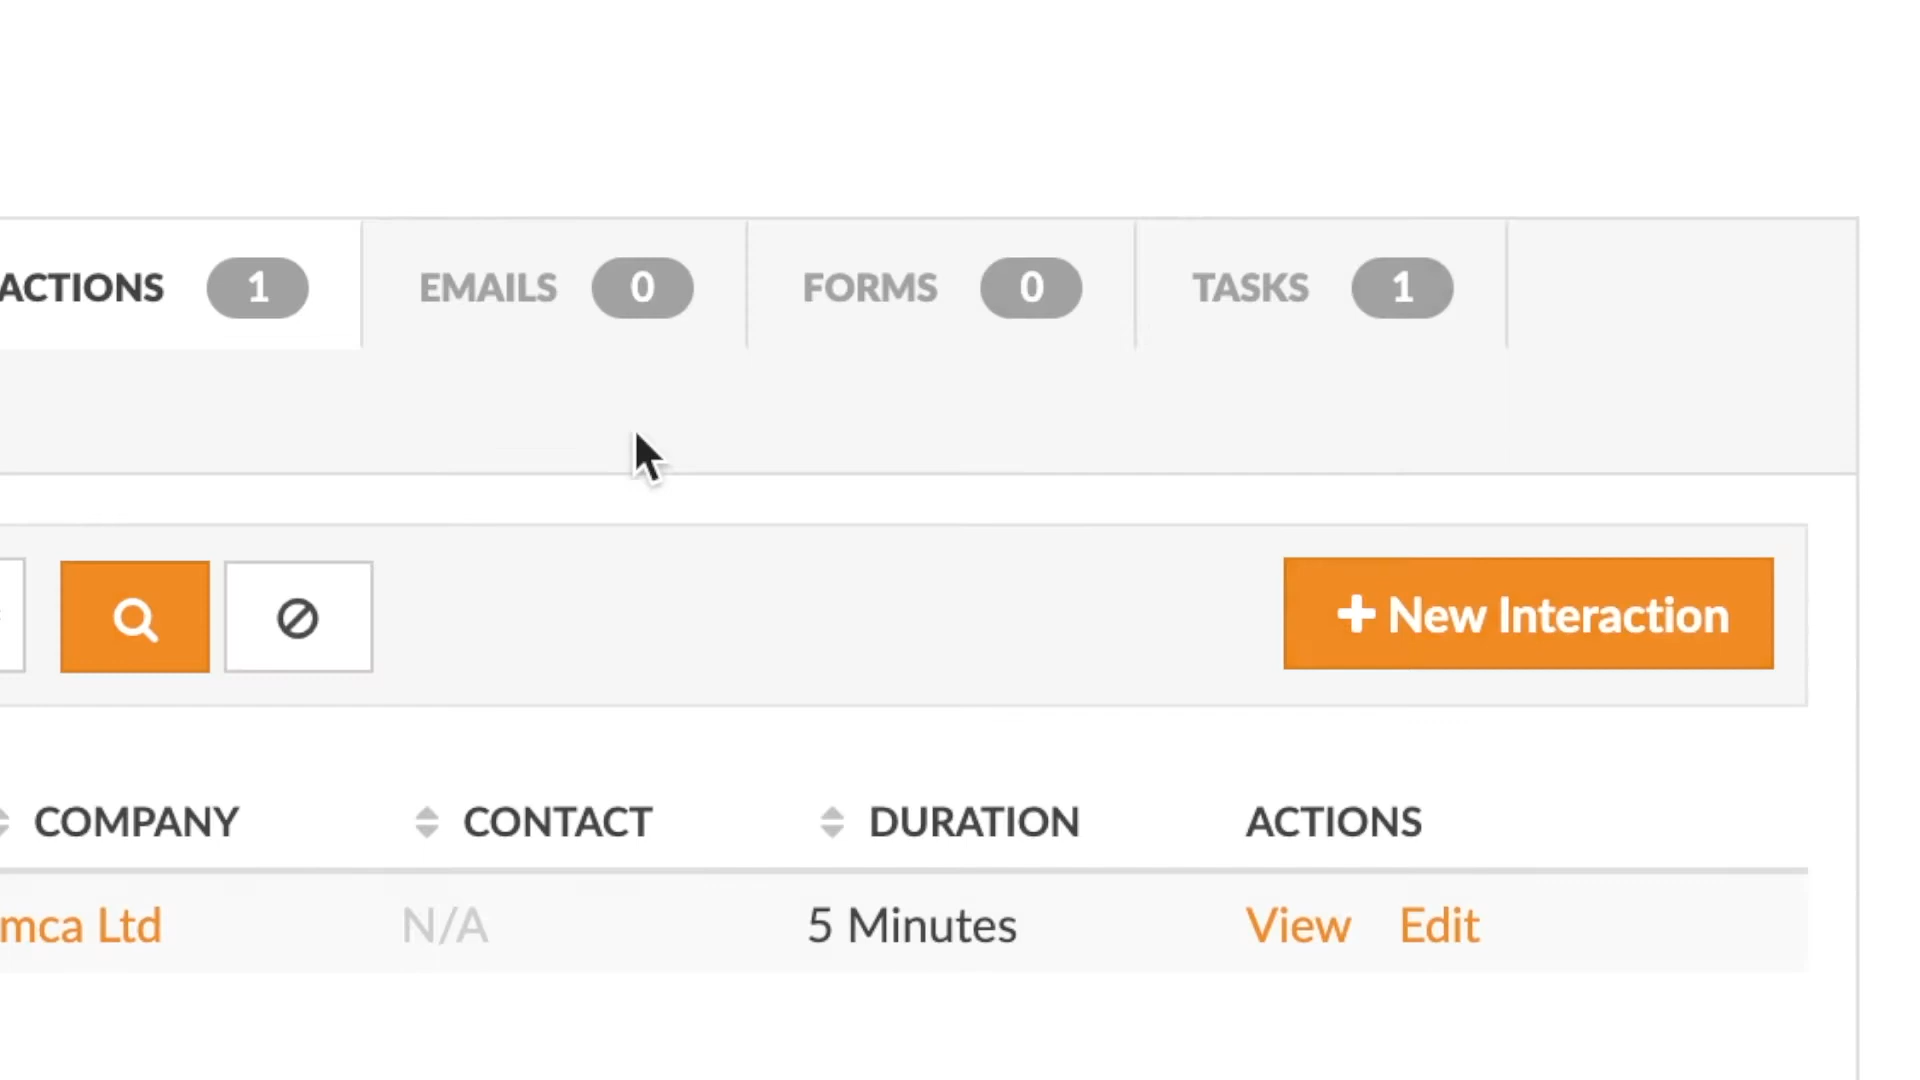 ACTIONS 1 EMAILS 0 FORMS 0 TASKS 1
New Interaction
COMPANY CONTACT DURATION ACTIONS
mca Ltd N/A 5 Minutes View Edit